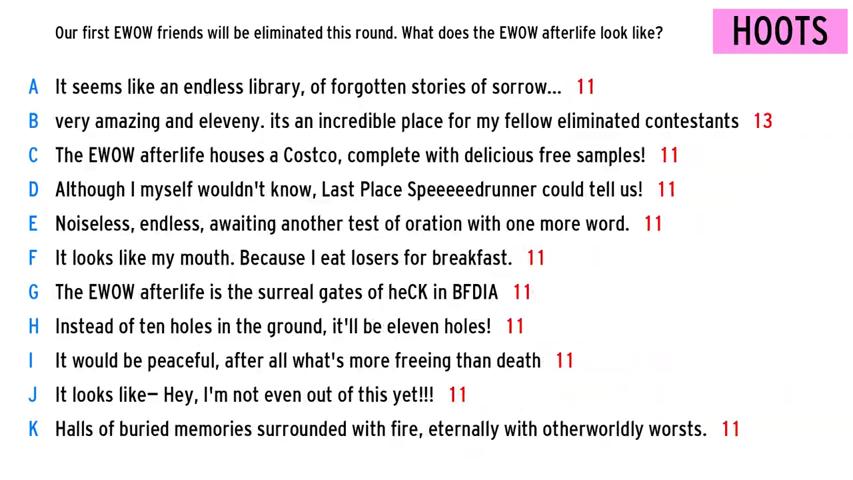 Our first EWOW friends will be eliminated this round. What does the EWOW afterlife look like?
HOOTS
A It seems like an endless library, of forgotten stories of sorrow... 11
B very amazing and eleveny. its an incredible place for my fellow eliminated contestants 13
C The EWOW afterlife houses a Costco, complete with delicious free samples! 11
D Although I myself wouldn't know, Last Place Speeeeedrunner could tell us! 11
E Noiseless, endless, awaiting another test of oration with one more word. 11
F It looks like my mouth. Because I eat losers for breakfast. 11
G The EWOW afterlife is the surreal gates of heCK in BFDIA 11
H Instead of ten holes in the ground, it'll be eleven holes! 11
I It would be peaceful, after all what's more freeing than death 11
J It looks like— Hey, I'm not even out of this yet!!! 11
K Halls of buried memories surrounded with fire, eternally with otherworldly worsts. 11